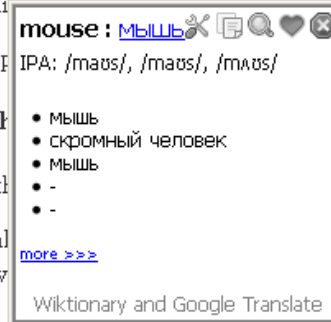 mouse : мышь
IPA: /maʊs/, /maʊs/, /mʌʊs/
• мышь
• скромный человек
• мышь
• -
• -
more >>>
Wiktionary and Google Translate